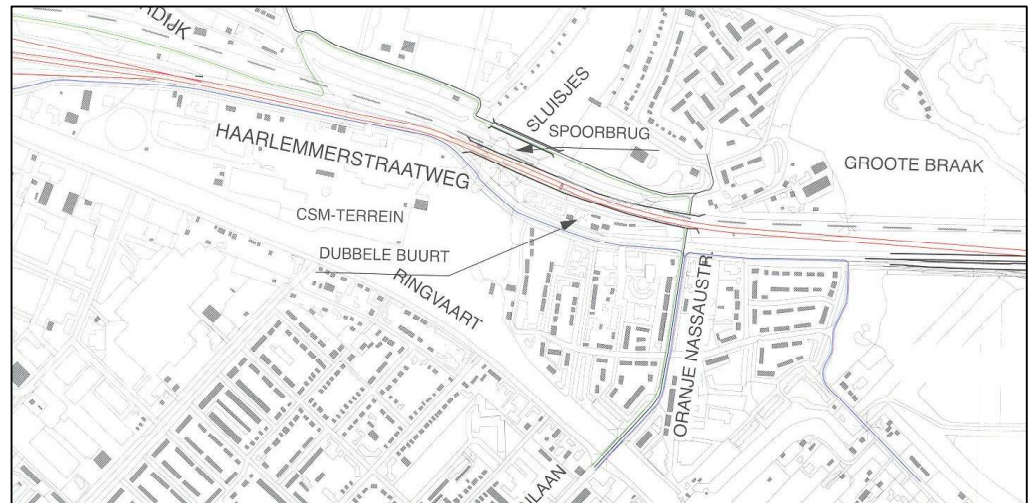 SLUISJES
SPOORBRUG
HAARLEMMERSTRAATWEG
GROOTE BRAAK
CSM-TERREIN
DUBBELE BUURT
RINGVAART
ORANJE NASSAUSTR.